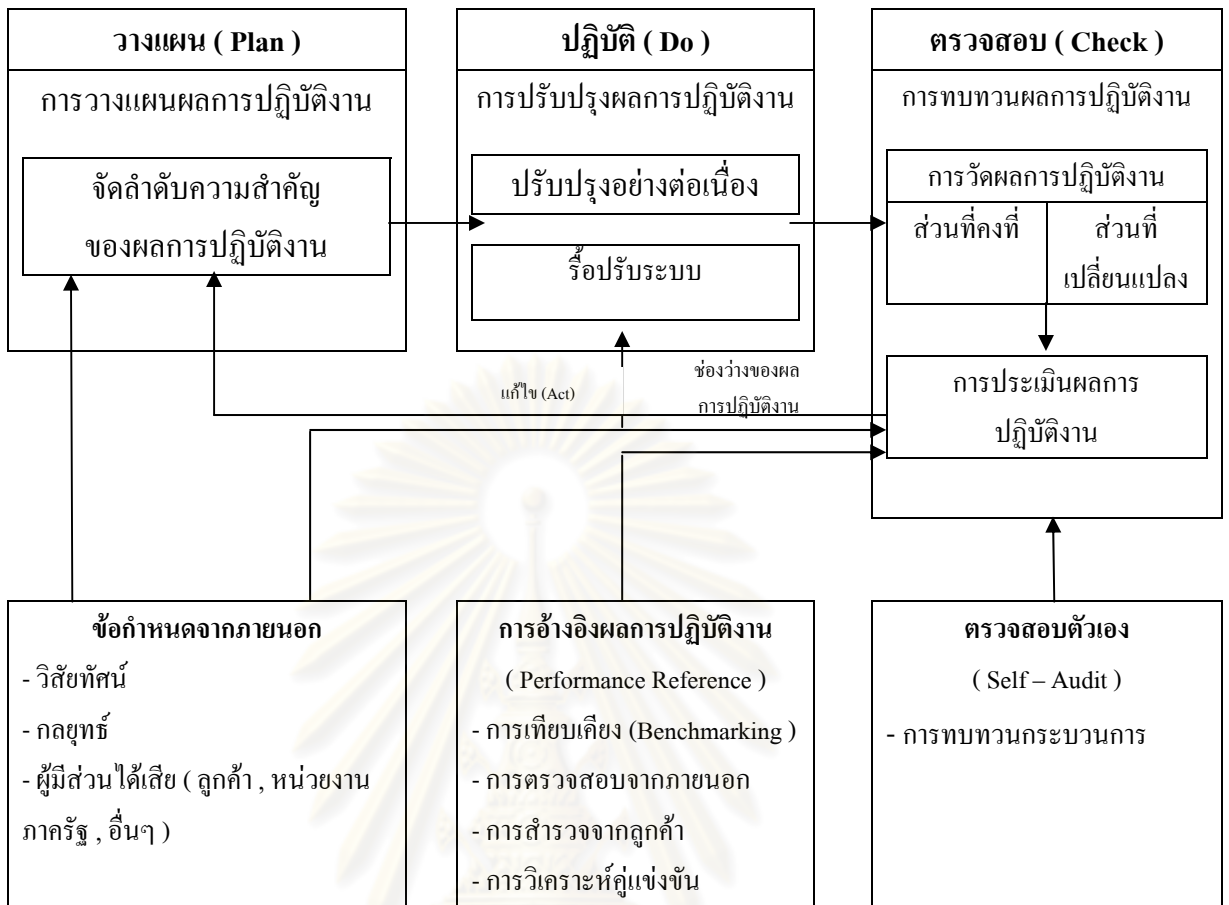 วางแผน ( Plan )
การวางแผนผลการปฏิบัติงาน
จัดลำดับความสำคัญ
ของผลการปฏิบัติงาน
ปฏิบัติ ( Do )
การปรับปรุงผลการปฏิบัติงาน
ปรับปรุงอย่างต่อเนื่อง
รื้อปรับระบบ
ตรวจสอบ ( Check )
การทบทวนผลการปฏิบัติงาน
การวัดผลการปฏิบัติงาน
ส่วนที่คงที่
ส่วนที่
เปลี่ยนแปลง
การประเมินผลการ
ปฏิบัติงาน
แก้ไข (Act)
ช่องว่างของผล
การปฏิบัติงาน
ข้อกำหนดจากภายนอก
- วิสัยทัศน์
- กลยุทธ์
- ผู้มีส่วนได้เสีย ( ลูกค้า , หน่วยงาน
ภาครัฐ , อื่นๆ )
การอ้างอิงผลการปฏิบัติงาน
( Performance Reference )
- การเทียบเคียง (Benchmarking )
- การตรวจสอบจากภายนอก
- การสำรวจจากลูกค้า
- การวิเคราะห์คู่แข่งขัน
ตรวจสอบตัวเอง
( Self – Audit )
- การทบทวนกระบวนการ